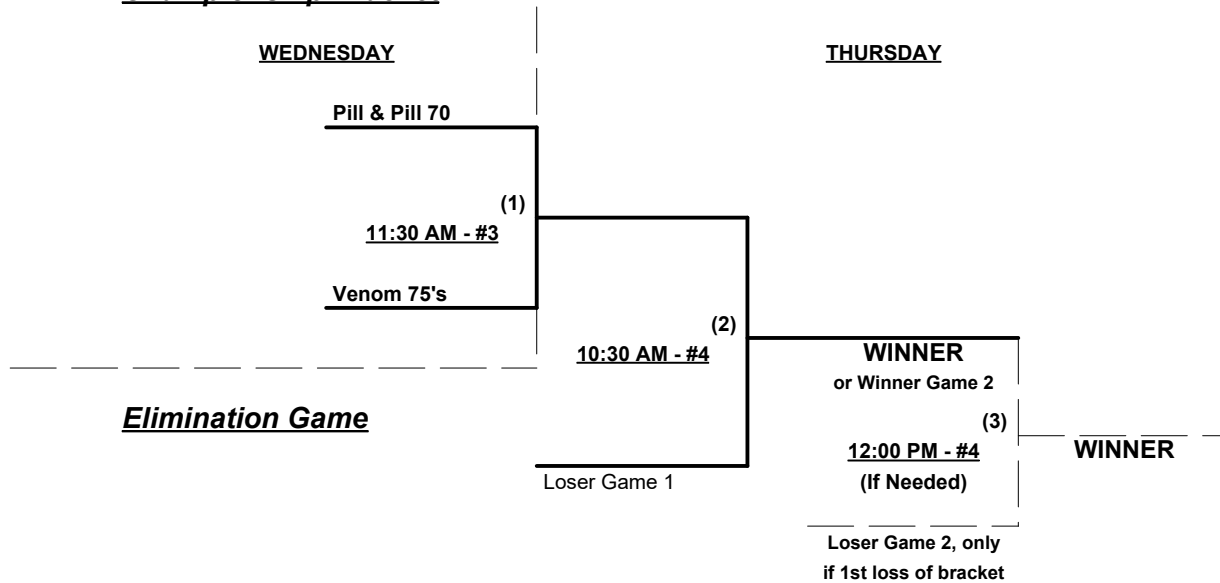 WEDNESDAY
THURSDAY
Pill & Pill 70
(1)
11:30 AM - #3
Venom 75's
(2)
10:30 AM - #4
WINNER
or Winner Game 2
Elimination Game
(3)
12:00 PM - #4
WINNER
(If Needed)
Loser Game 1
Loser Game 2, only
if 1st loss of bracket